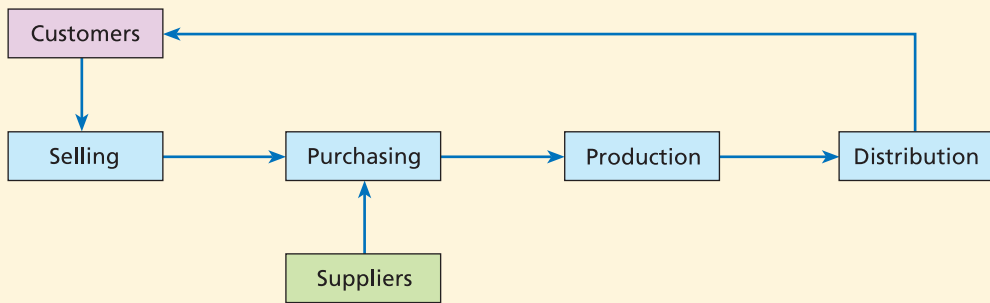 Customers
Selling
Purchasing
Production
Distribution
Suppliers